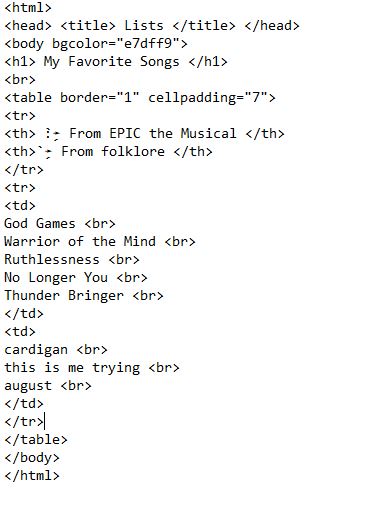 <html>
<head> <title> Lists </title> </head>
<body bgcolor="e7dff9">
<h1> My Favorite Songs </h1>
<br>
<table border="1" cellpadding="7">
<tr>
<th> ⋮ From EPIC the Musical </th>
<th>` From folklore </th>
</tr>
<tr>
<td>
God Games <br>
Warrior of the Mind <br>
Ruthlessness <br>
No Longer You <br>
Thunder Bringer <br>
</td>
<td>
cardigan <br>
this is me trying <br>
august <br>
</td>
</tr>
</table>
</body>
</html>